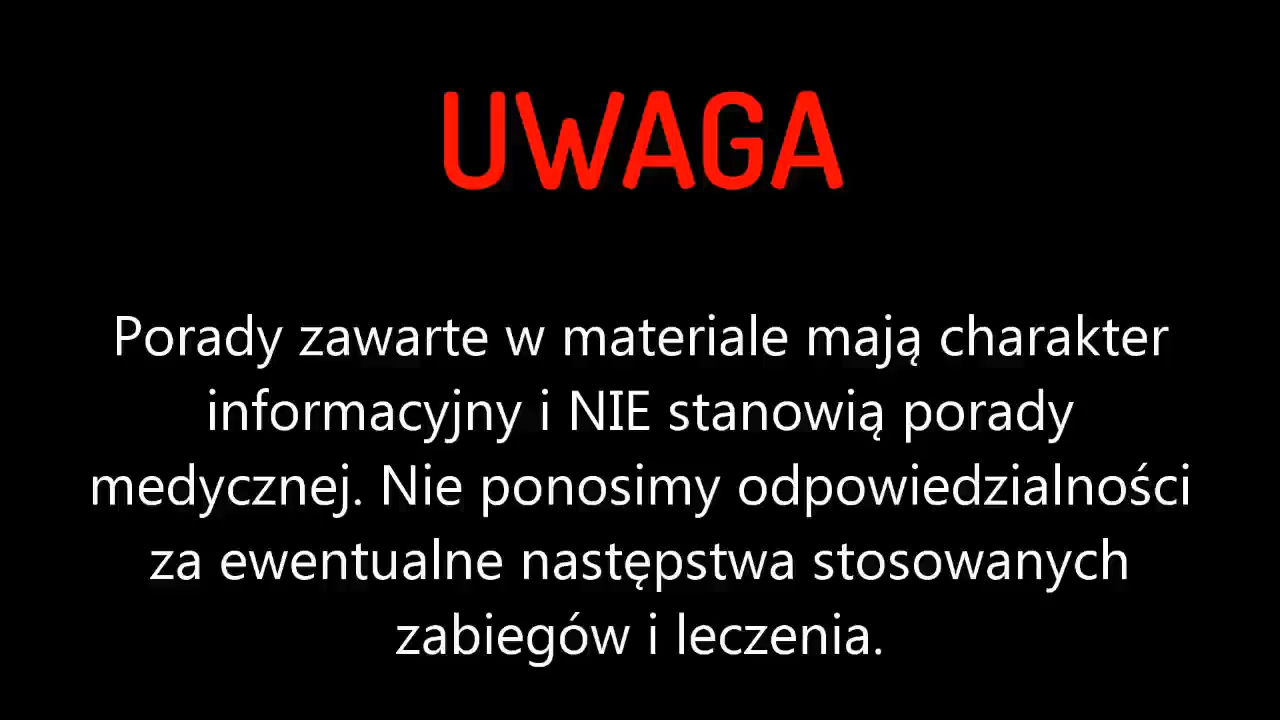 UWAGA
Porady zawarte w materiale mają charakter
informacyjny i NIE stanowią porady
medycznej. Nie ponosimy odpowiedzialności
za ewentualne następstwa stosowanych
zabiegów i leczenia.